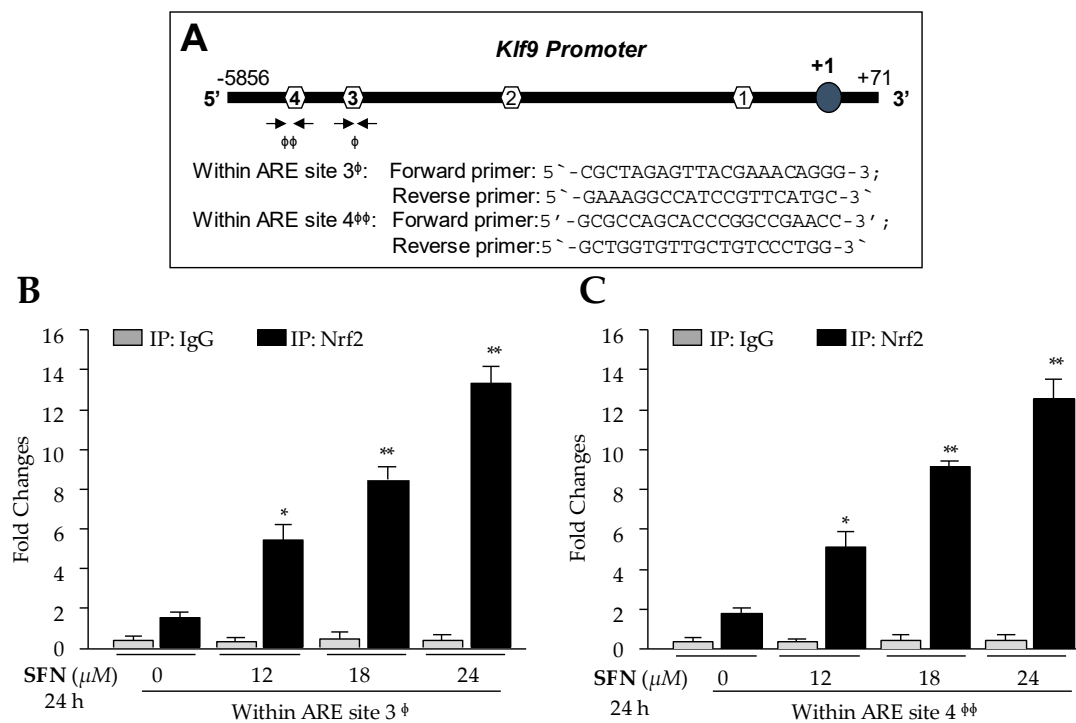 A
Klf9 Promoter
+1
-5856
+71
5’ 4 3 2 1 3’
ϕϕ ϕ
Within ARE site 3ϕ: Forward primer: 5`-CGCTAGAGTTACGAAACAGGG-3;
Reverse primer: 5`-GAAAGGCCATCCGTTCATGC-3`
Within ARE site 4ϕϕ: Forward primer:5’-GCGCCAGCACCCGGCCGAACC-3’;
Reverse primer:5`-GCTGGTGTTGCTGTCCCTGG-3`
B
IP: IgG IP: Nrf2
Fold Changes
16
14
12
10
8
6
4
2
0
*
**
**
SFN (μM) 0 12 18 24
24 h
Within ARE site 3 ϕ
C
IP: IgG IP: Nrf2
Fold Changes
16
14
12
10
8
6
4
2
0
*
**
**
SFN (μM) 0 12 18 24
24 h
Within ARE site 4 ϕϕ